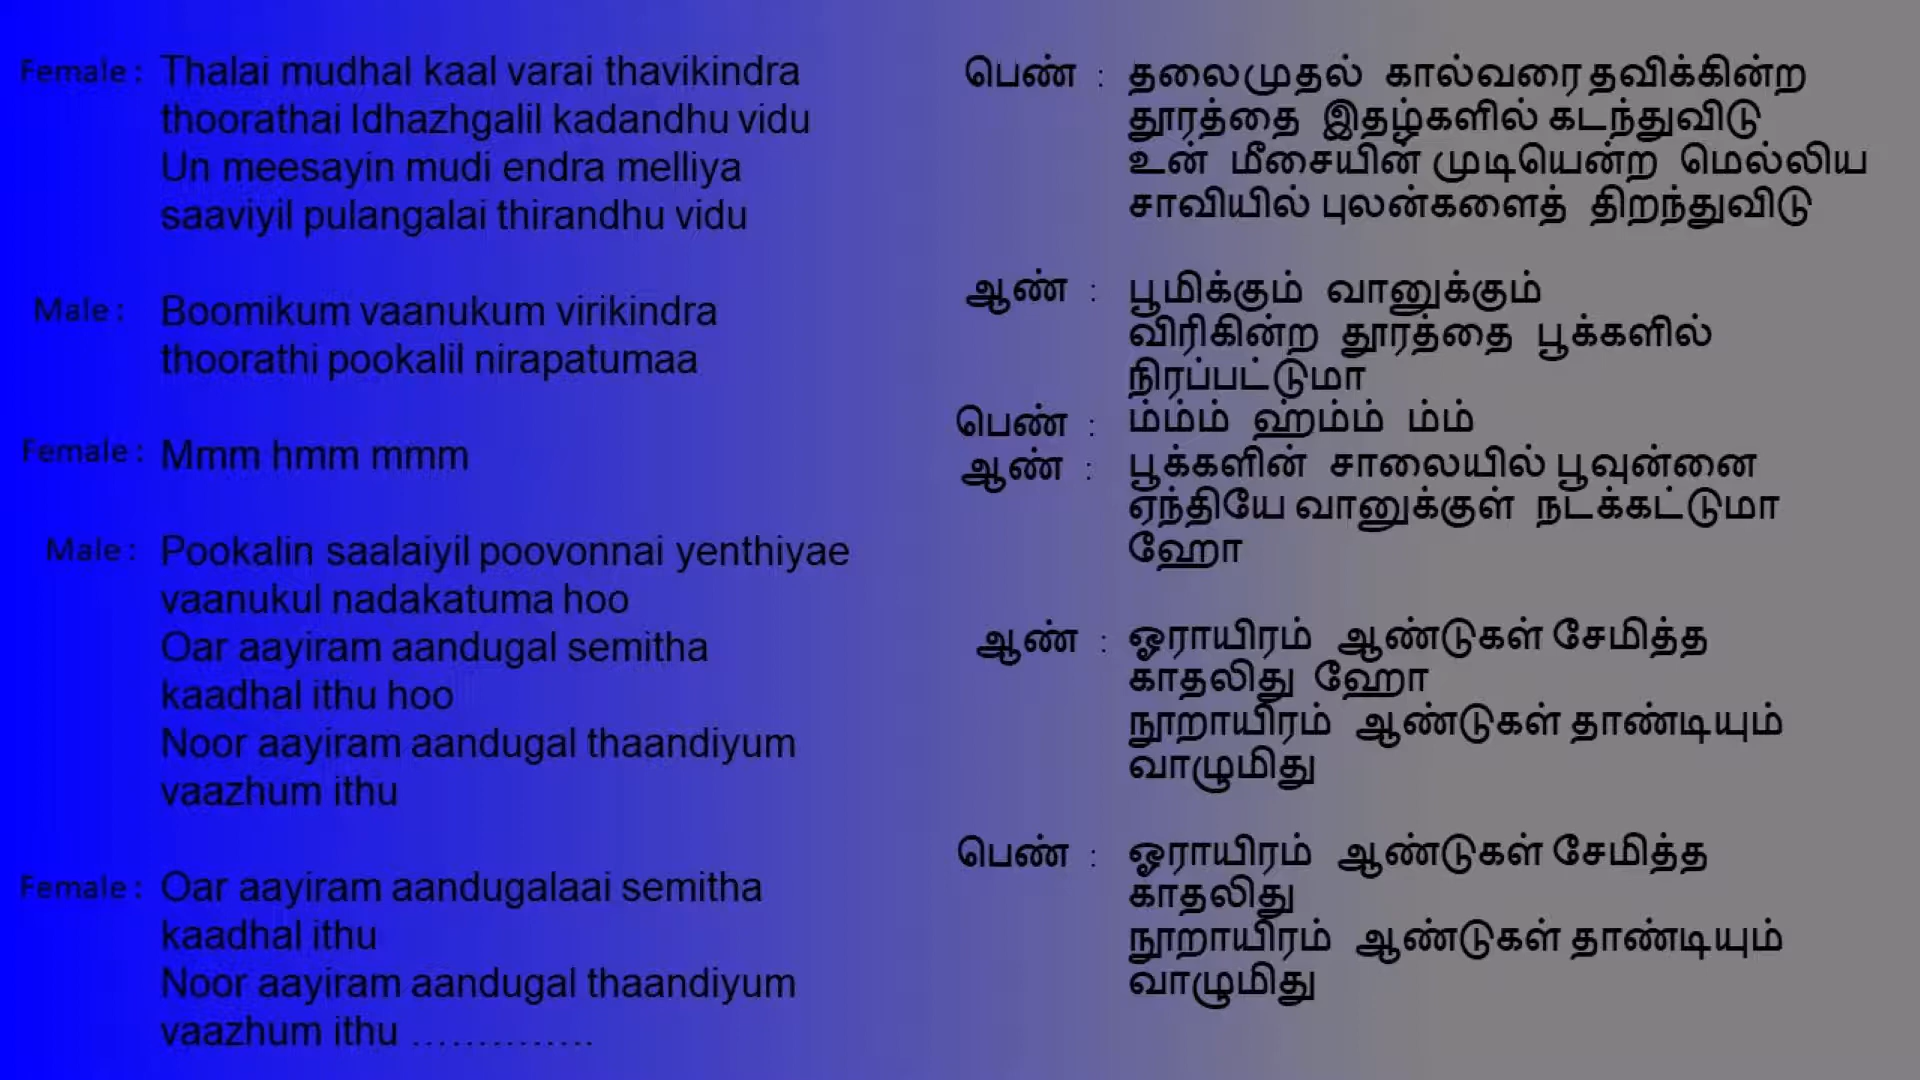 Female : Thalai mudhal kaal varai thavikindra
thoorathai Idhazhgalil kadandhu vidu
Un meesayin mudi endra melliya
saaviyil pulangalai thirandhu vidu
Male : Boomikum vaanukum virikindra
thoorathi pookalil nirapatumaa
Female : Mmm hmm mmm
Male : Pookalin saalaiyil poovonnai yenthiyae
vaanukul nadakatuma hoo
Oar aayiram aandugal semitha
kaadhal ithu hoo
Noor aayiram aandugal thaandiyum
vaazhum ithu
Female : Oar aayiram aandugalaai semitha
kaadhal ithu
Noor aayiram aandugal thaandiyum
vaazhum ithu …………..
பெண் : தலைமுதல் கால்வரை தவிக்கின்ற
தூரத்தை இதழ்களில் கடந்துவிடு
உன் மீசையின் முடியென்ற மெல்லிய
சாவியில் புலன்களைத் திறந்துவிடு
ஆண் : பூமிக்கும் வானுக்கும்
விரிகின்ற தூரத்தை பூக்களில்
நிரப்பட்டுமா
பெண் : ம்ம்ம் ஹ்ம்ம் ம்ம்
ஆண் : பூக்களின் சாலையில் பூவுன்னை
ஏந்தியே வானுக்குள் நடக்கட்டுமா
ஹோ
ஆண் : ஓராயிரம் ஆண்டுகள் சேமித்த
காதலிது ஹோ
நூறாயிரம் ஆண்டுகள் தாண்டியும்
வாழுமிது
பெண் : ஓராயிரம் ஆண்டுகள் சேமித்த
காதலிது
நூறாயிரம் ஆண்டுகள் தாண்டியும்
வாழுமிது